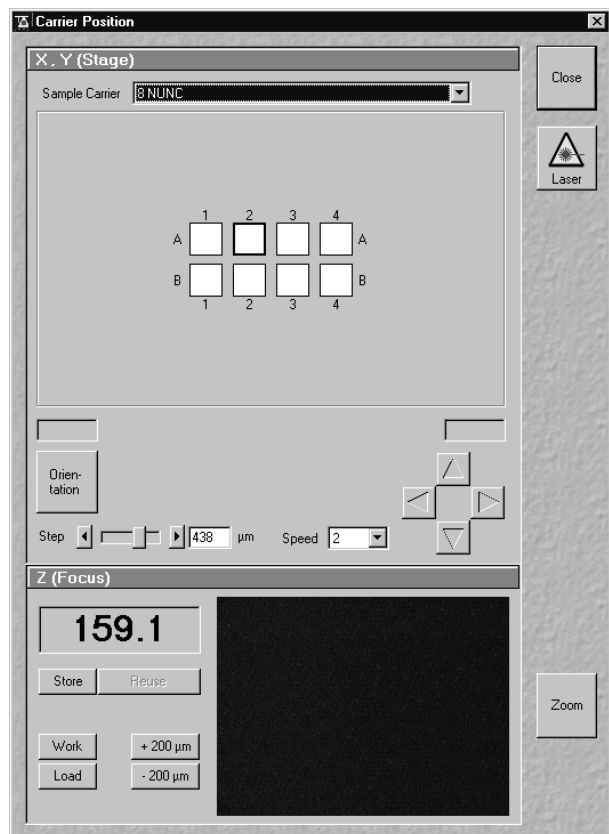 Carrier Position
X , Y (Stage)
Close
Sample Carrier 8 NUNC
Laser
1 2 3 4
A A
B B
1 2 3 4
Orien-
tation
Step 438 µm Speed 2
Z (Focus)
159.1
Store Reuse
Zoom
Work + 200 µm
Load - 200 µm